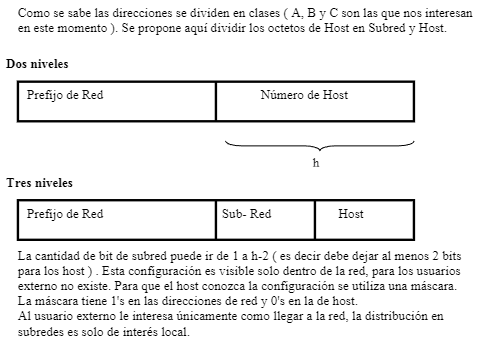 Como se sabe las direcciones se dividen en clases ( A, B y C son las que nos interesan
en este momento ). Se propone aquí dividir los octetos de Host en Subred y Host.
Dos niveles
Prefijo de Red Número de Host
h
Tres niveles
Prefijo de Red Sub- Red Host
La cantidad de bit de subred puede ir de 1 a h-2 ( es decir debe dejar al menos 2 bits
para los host ) . Esta configuración es visible solo dentro de la red, para los usuarios
externo no existe. Para que el host conozca la configuración se utiliza una máscara.
La máscara tiene 1's en las direcciones de red y 0's en la de host.
Al usuario externo le interesa únicamente como llegar a la red, la distribución en
subredes es solo de interés local.